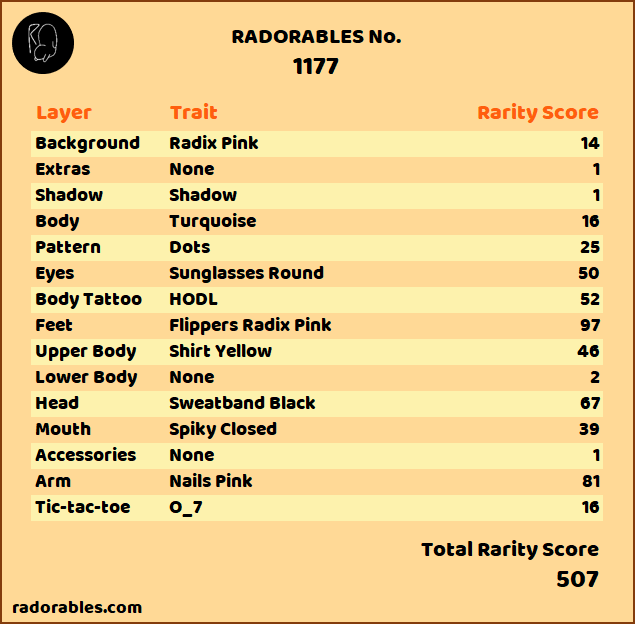 RADORABLES No.
1177
Layer Trait Rarity Score
Background Radix Pink 14
Extras None 1
Shadow Shadow 1
Body Turquoise 16
Pattern Dots 25
Eyes Sunglasses Round 50
Body Tattoo HODL 52
Feet Flippers Radix Pink 97
Upper Body Shirt Yellow 46
Lower Body None 2
Head Sweatband Black 67
Mouth Spiky Closed 39
Accessories None 1
Arm Nails Pink 81
Tic-tac-toe O_7 16
Total Rarity Score
507
radorables.com